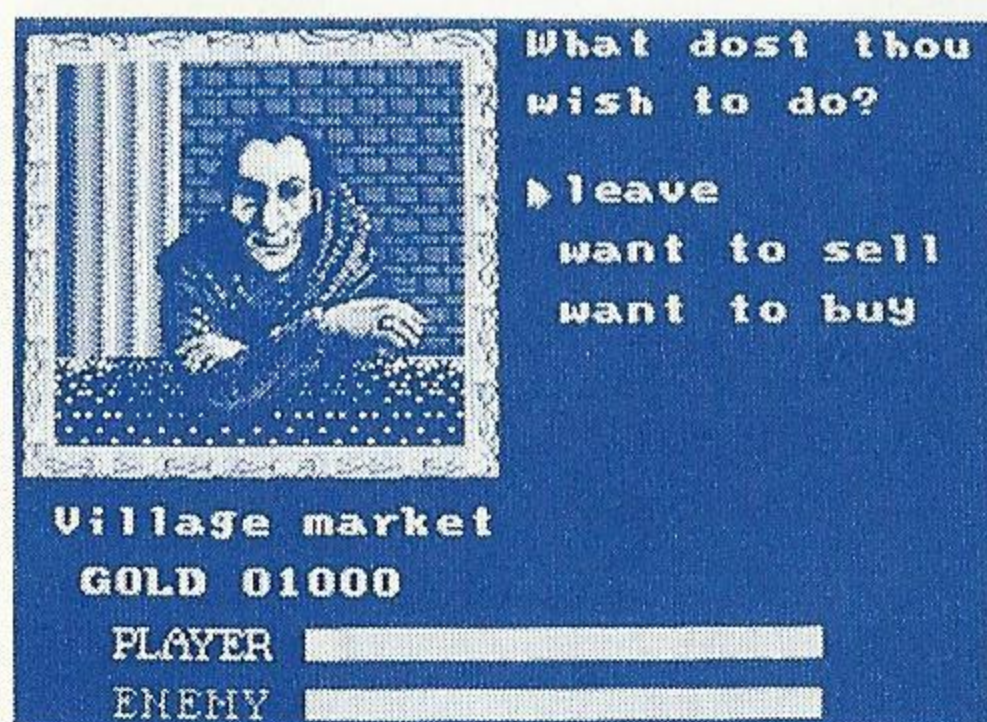 What dost thou
wish to do?
leave
want to sell
want to buy
Village market
GOLD 01000
PLAYER
ENEMY